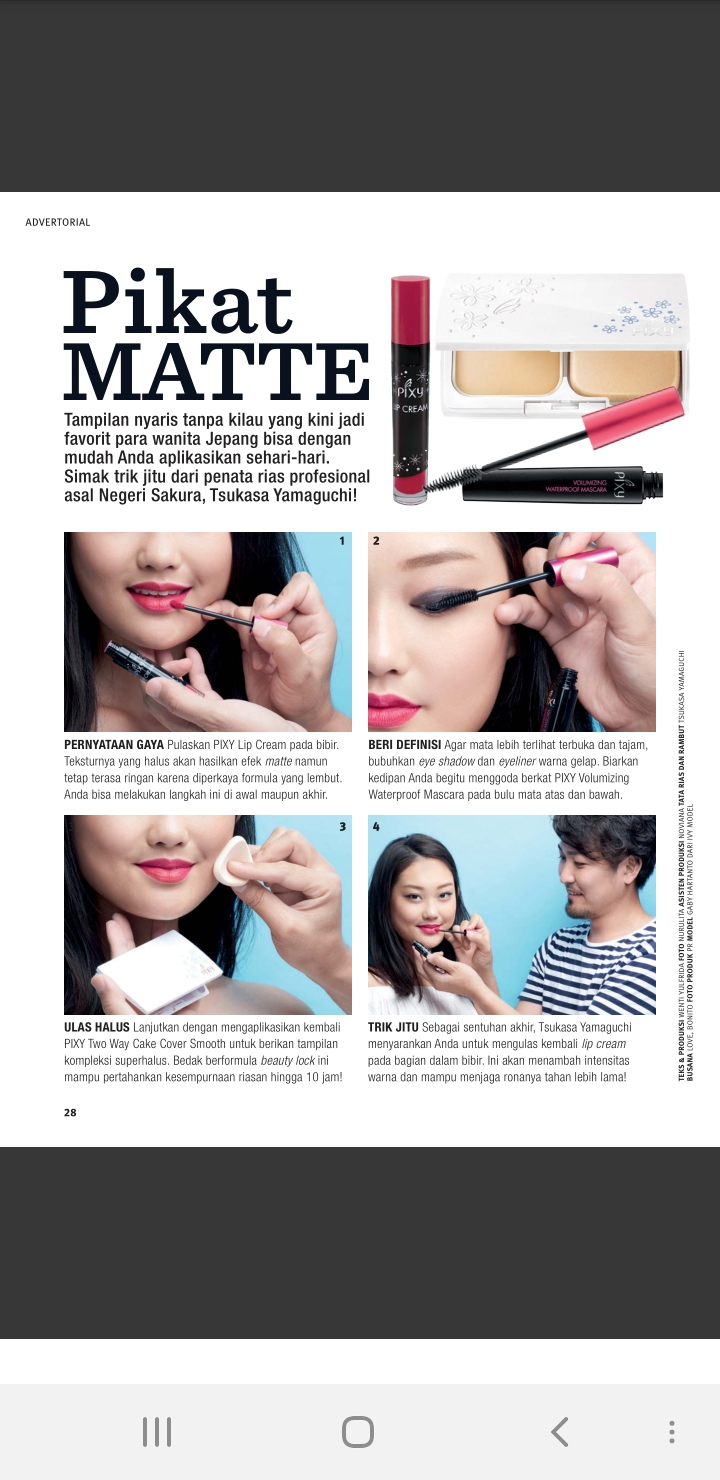 ADVERTORIAL
Pikat
MATTE
Tampilan nyaris tanpa kilau yang kini jadi
favorit para wanita Jepang bisa dengan
mudah Anda aplikasikan sehari-hari.
Simak trik jitu dari penata rias profesional
asal Negeri Sakura, Tsukasa Yamaguchi!
PIXY
LIP CREAM
PIXY
VOLUMIZING
WATERPROOF MASCARA
PIXY
1
PERNYATAAN GAYA Pulaskan PIXY Lip Cream pada bibir.
Teksturnya yang halus akan hasilkan efek matte namun
tetap terasa ringan karena diperkaya formula yang lembut.
Anda bisa melakukan langkah ini di awal maupun akhir.
2
BERI DEFINISI Agar mata lebih terlihat terbuka dan tajam,
bubuhkan eye shadow dan eyeliner warna gelap. Biarkan
kedipan Anda begitu menggoda berkat PIXY Volumizing
Waterproof Mascara pada bulu mata atas dan bawah.
3
ULAS HALUS Lanjutkan dengan mengaplikasikan kembali
PIXY Two Way Cake Cover Smooth untuk berikan tampilan
kompleksi superhalus. Bedak berformula beauty lock ini
mampu pertahankan kesempurnaan riasan hingga 10 jam!
4
TRIK JITU Sebagai sentuhan akhir, Tsukasa Yamaguchi
menyarankan Anda untuk mengulas kembali lip cream
pada bagian dalam bibir. Ini akan menambah intensitas
warna dan mampu menjaga ronanya tahan lebih lama!
TEKS & PRODUKSI WENTI YULFRIDA FOTO NURULITA ASISTEN PRODUKSI NOVIANA TATA RIAS DAN RAMBUT TSUKASA YAMAGUCHI
BUSANA LOVE, BONITO FOTO PRODUK PR MODEL GABY HARTANTO DARI IVY MODEL
28